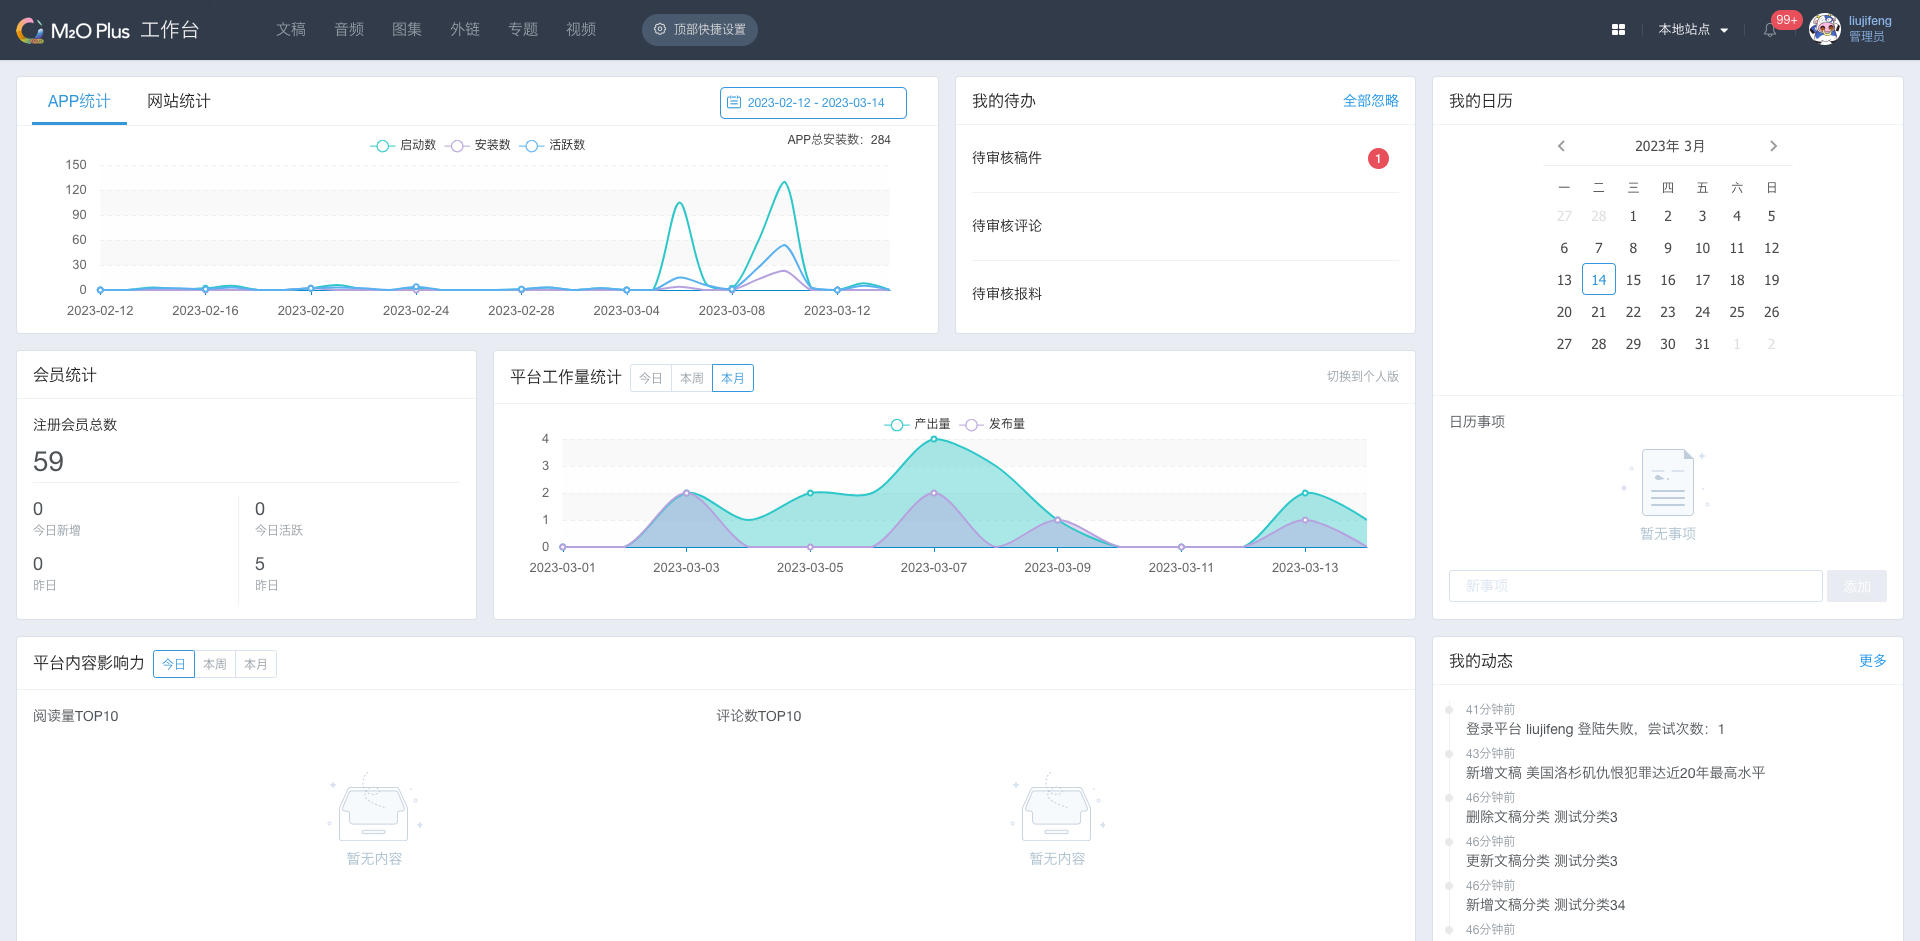 M2O Plus 工作台
文稿 音频 图集 外链 专题 视频
顶部快捷设置
本地站点
99+
liujifeng
管理员
APP统计 网站统计
2023-02-12 - 2023-03-14
启动数 安装数 活跃数
APP总安装数：284
150
120
90
60
30
0
2023-02-12 2023-02-16 2023-02-20 2023-02-24 2023-02-28 2023-03-04 2023-03-08 2023-03-12
我的待办 全部忽略
待审核稿件 1
待审核评论
待审核报料
我的日历
2023年 3月
一 二 三 四 五 六 日
27 28 1 2 3 4 5
6 7 8 9 10 11 12
13 14 15 16 17 18 19
20 21 22 23 24 25 26
27 28 29 30 31 1 2
日历事项
暂无事项
新事项 添加
会员统计
注册会员总数
59
0 0
今日新增 今日活跃
0 5
昨日 昨日
平台工作量统计 今日 本周 本月 切换到个人版
产出量 发布量
4
3
2
1
0
2023-03-01 2023-03-03 2023-03-05 2023-03-07 2023-03-09 2023-03-11 2023-03-13
平台内容影响力 今日 本周 本月
阅读量TOP10 评论数TOP10
暂无内容 暂无内容
我的动态 更多
41分钟前
登录平台 liujifeng 登陆失败，尝试次数：1
43分钟前
新增文稿 美国洛杉矶仇恨犯罪达近20年最高水平
46分钟前
删除文稿分类 测试分类3
46分钟前
更新文稿分类 测试分类3
46分钟前
新增文稿分类 测试分类34
46分钟前